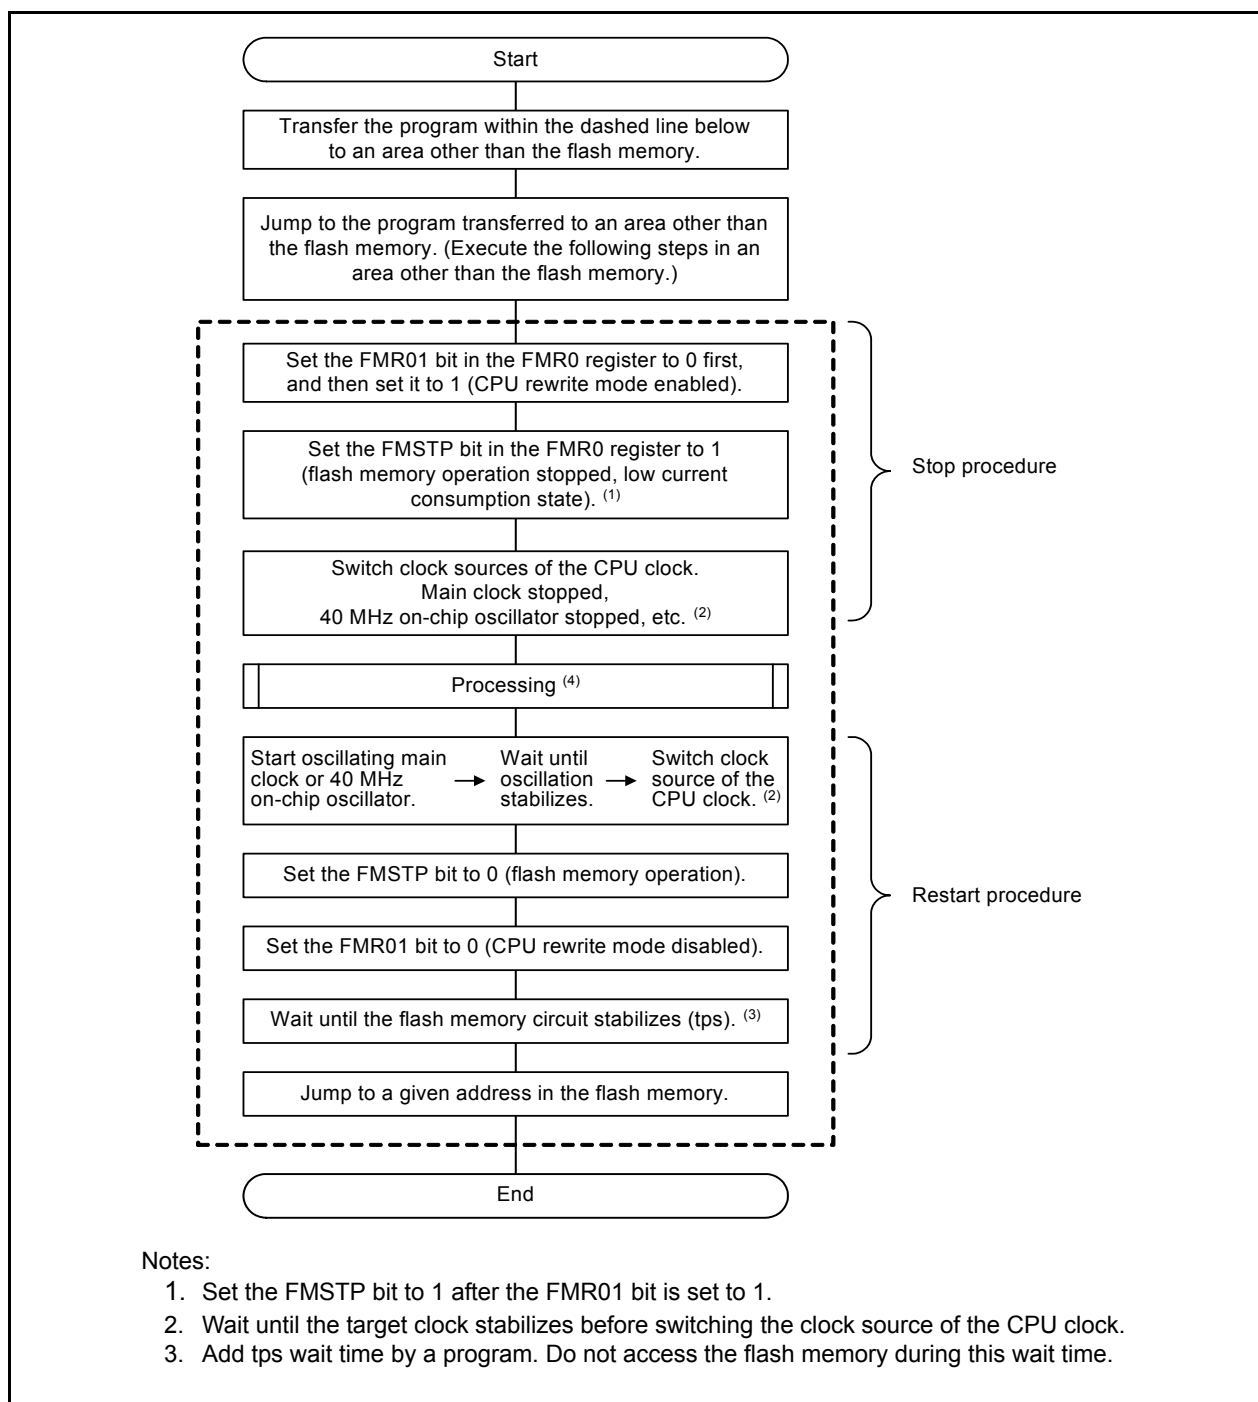 Start
Transfer the program within the dashed line below
to an area other than the flash memory.
Jump to the program transferred to an area other than
the flash memory. (Execute the following steps in an
area other than the flash memory.)
Set the FMR01 bit in the FMR0 register to 0 first,
and then set it to 1 (CPU rewrite mode enabled).
Set the FMSTP bit in the FMR0 register to 1
(flash memory operation stopped, low current
consumption state). (1)
Stop procedure
Switch clock sources of the CPU clock.
Main clock stopped,
40 MHz on-chip oscillator stopped, etc. (2)
Processing (4)
Start oscillating main
clock or 40 MHz
on-chip oscillator.
Wait until
oscillation
stabilizes.
Switch clock
source of the
CPU clock. (2)
Set the FMSTP bit to 0 (flash memory operation).
Restart procedure
Set the FMR01 bit to 0 (CPU rewrite mode disabled).
Wait until the flash memory circuit stabilizes (tps). (3)
Jump to a given address in the flash memory.
End
Notes:
1. Set the FMSTP bit to 1 after the FMR01 bit is set to 1.
2. Wait until the target clock stabilizes before switching the clock source of the CPU clock.
3. Add tps wait time by a program. Do not access the flash memory during this wait time.